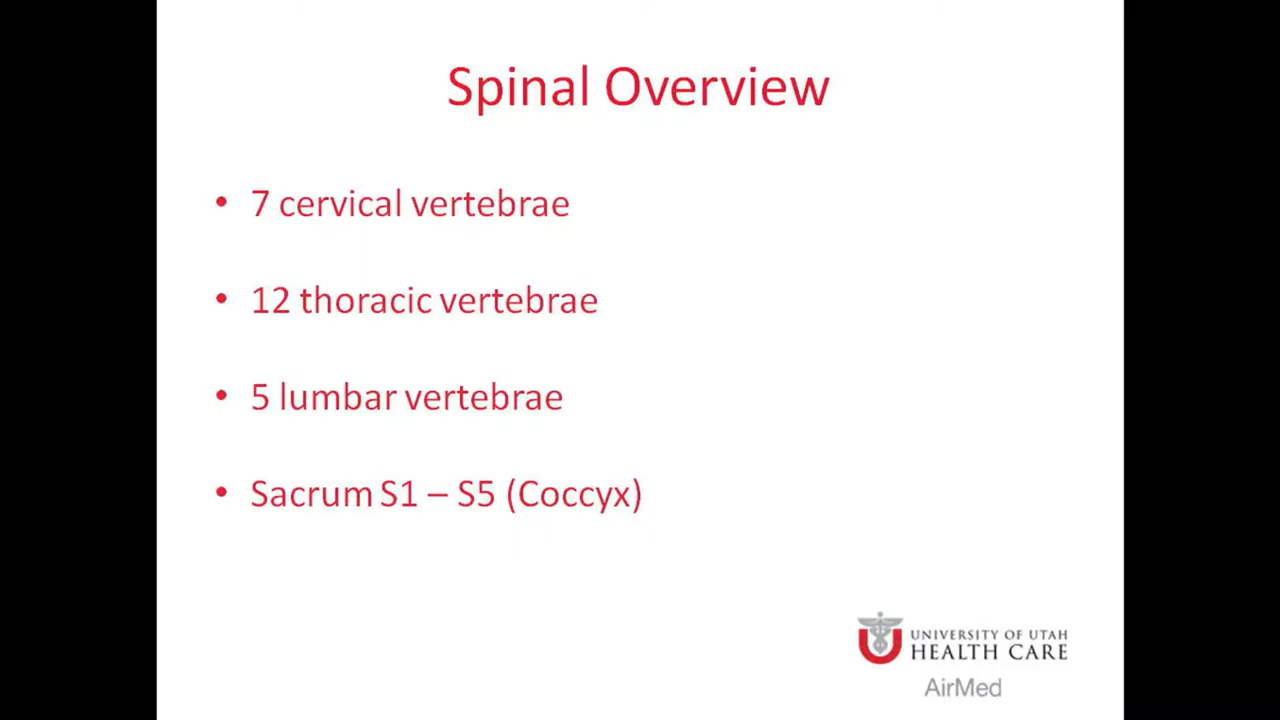 Spinal Overview
• 7 cervical vertebrae
• 12 thoracic vertebrae
• 5 lumbar vertebrae
• Sacrum S1 – S5 (Coccyx)
UNIVERSITY OF UTAH
HEALTH CARE
AirMed